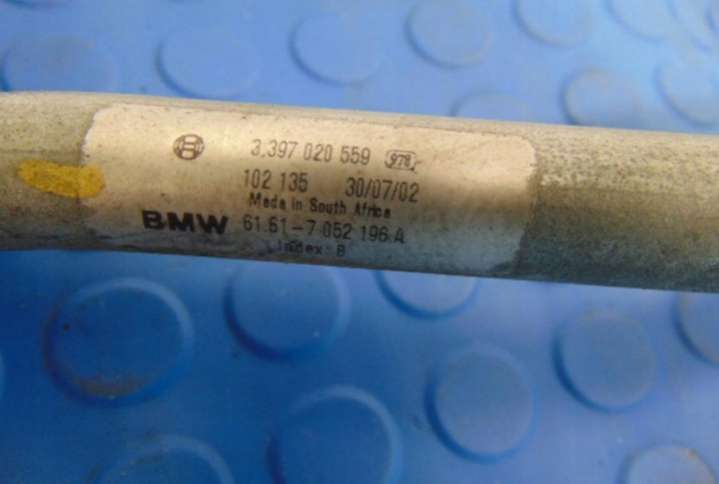 3.397 020 559 978
102 135 30/07/02
Made in South Africa
BMW 61.61-7 052 196 A
Index: B